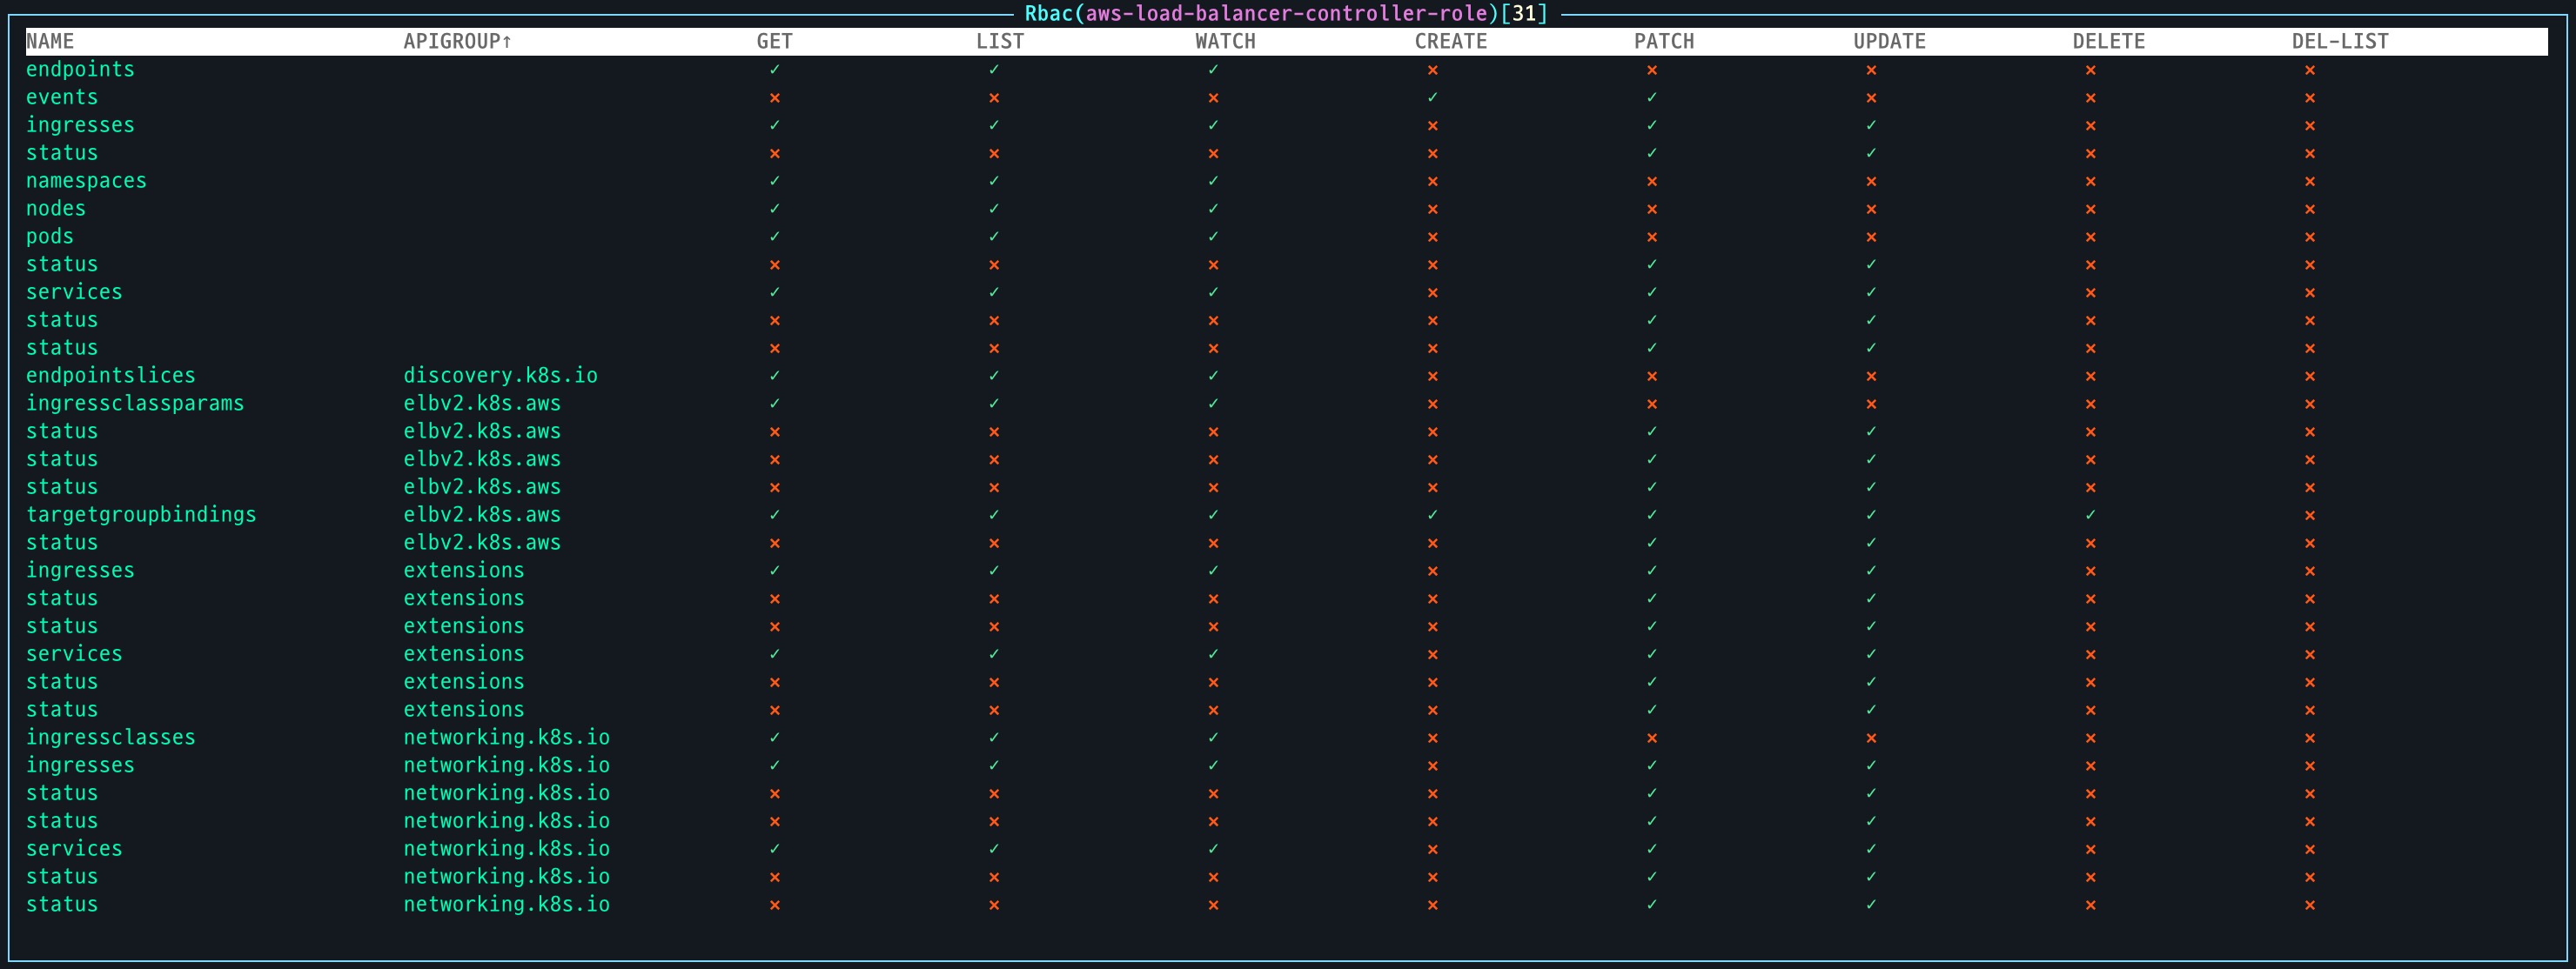 Rbac(aws-load-balancer-controller-role)[31]
NAME APIGROUP↑ GET LIST WATCH CREATE PATCH UPDATE DELETE DEL-LIST
endpoints ✓ ✓ ✓ × × × × ×
events × × × ✓ ✓ × × ×
ingresses ✓ ✓ ✓ × ✓ ✓ × ×
status × × × × ✓ ✓ × ×
namespaces ✓ ✓ ✓ × × × × ×
nodes ✓ ✓ ✓ × × × × ×
pods ✓ ✓ ✓ × × × × ×
status × × × × ✓ ✓ × ×
services ✓ ✓ ✓ × ✓ ✓ × ×
status × × × × ✓ ✓ × ×
status × × × × ✓ ✓ × ×
endpointslices discovery.k8s.io ✓ ✓ ✓ × × × × ×
ingressclassparams elbv2.k8s.aws ✓ ✓ ✓ × × × × ×
status elbv2.k8s.aws × × × × ✓ ✓ × ×
status elbv2.k8s.aws × × × × ✓ ✓ × ×
status elbv2.k8s.aws × × × × ✓ ✓ × ×
targetgroupbindings elbv2.k8s.aws ✓ ✓ ✓ ✓ ✓ ✓ ✓ ×
status elbv2.k8s.aws × × × × ✓ ✓ × ×
ingresses extensions ✓ ✓ ✓ × ✓ ✓ × ×
status extensions × × × × ✓ ✓ × ×
status extensions × × × × ✓ ✓ × ×
services extensions ✓ ✓ ✓ × ✓ ✓ × ×
status extensions × × × × ✓ ✓ × ×
status extensions × × × × ✓ ✓ × ×
ingressclasses networking.k8s.io ✓ ✓ ✓ × × × × ×
ingresses networking.k8s.io ✓ ✓ ✓ × ✓ ✓ × ×
status networking.k8s.io × × × × ✓ ✓ × ×
status networking.k8s.io × × × × ✓ ✓ × ×
services networking.k8s.io ✓ ✓ ✓ × ✓ ✓ × ×
status networking.k8s.io × × × × ✓ ✓ × ×
status networking.k8s.io × × × × ✓ ✓ × ×